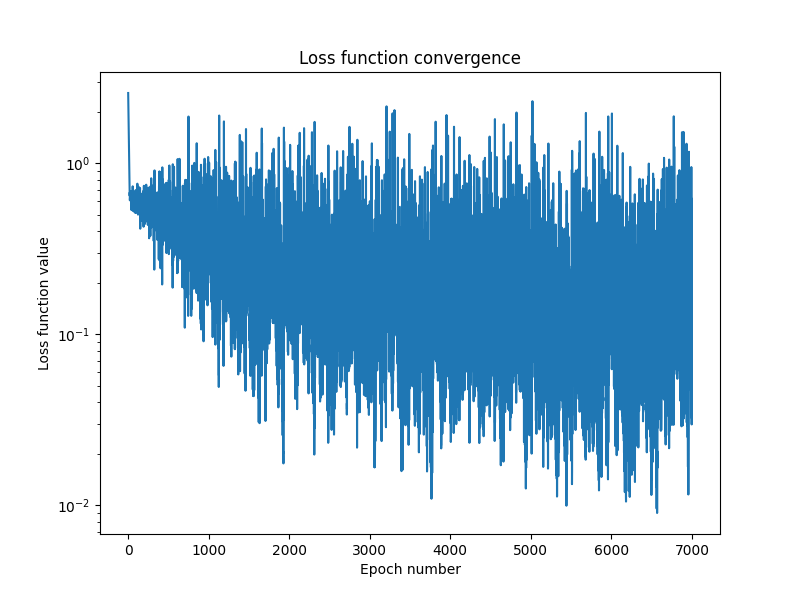 Loss function convergence
Loss function value
10⁰
10⁻¹
10⁻²
0 1000 2000 3000 4000 5000 6000 7000
Epoch number